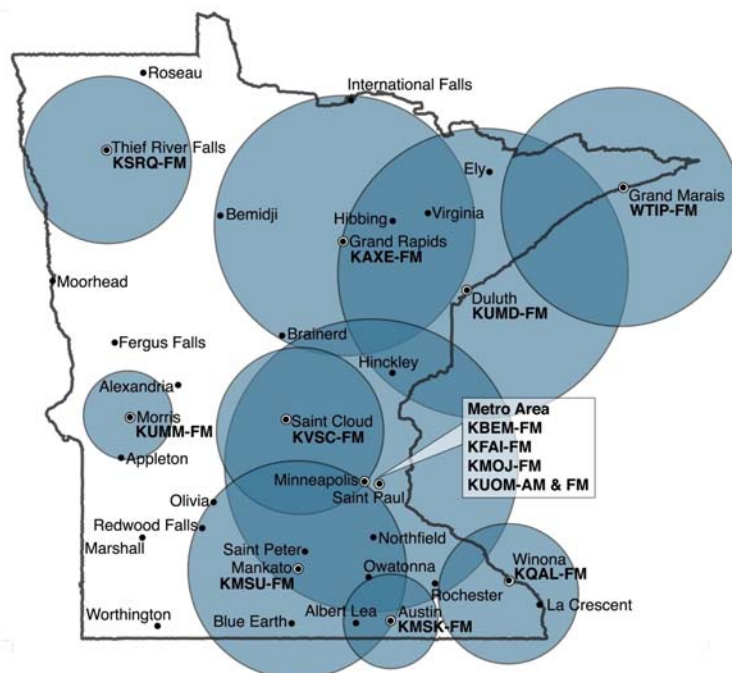 Roseau
International Falls
Thief River Falls
KSRQ-FM
Ely
Grand Marais
WTIP-FM
Bemidji
Hibbing
Virginia
Grand Rapids
KAXE-FM
Moorhead
Duluth
KUMD-FM
Fergus Falls
Brainerd
Hinckley
Alexandria
Morris
KUMM-FM
Saint Cloud
KVSC-FM
Metro Area
KBEM-FM
KFAI-FM
KMOJ-FM
KUOM-AM & FM
Appleton
Minneapolis
Saint Paul
Olivia
Redwood Falls
Marshall
Northfield
Saint Peter
Mankato
KMSU-FM
Owatonna
Rochester
Winona
KQAL-FM
La Crescent
Worthington
Blue Earth
Albert Lea
Austin
KMSK-FM